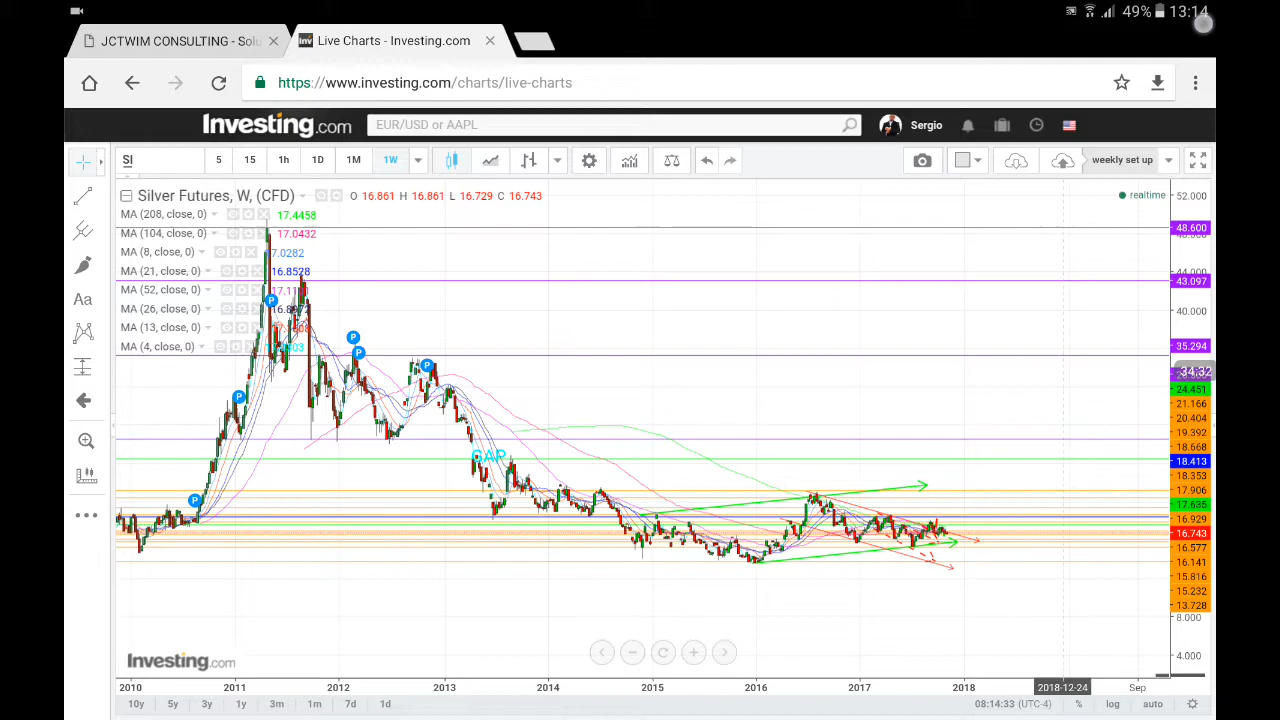 49% 13:14
JCTWIM CONSULTING - Solu
Live Charts - Investing.com
https://www.investing.com/charts/live-charts
Investing.com
EUR/USD or AAPL
Sergio
SI 5 15 1h 1D 1M 1W
weekly set up
Silver Futures, W, (CFD) O 16.861 H 16.861 L 16.729 C 16.743
realtime
MA (208, close, 0) 17.4458
MA (104, close, 0) 17.0432
MA (8, close, 0) 17.0282
MA (21, close, 0) 16.8528
MA (52, close, 0)
MA (26, close, 0)
MA (13, close, 0)
MA (4, close, 0)
Aa
P
P
P
P
P
P
GAP
52.000
48.600
44.000
43.097
40.000
35.294
34.32
24.451
21.166
20.404
19.392
18.668
18.413
18.353
17.906
17.635
16.929
16.743
16.577
16.141
15.816
15.232
13.728
8.000
4.000
Investing.com
2010 2011 2012 2013 2014 2015 2016 2017 2018 2018-12-24 Sep
10y 5y 3y 1y 3m 1m 7d 1d 08:14:33 (UTC-4) % log auto